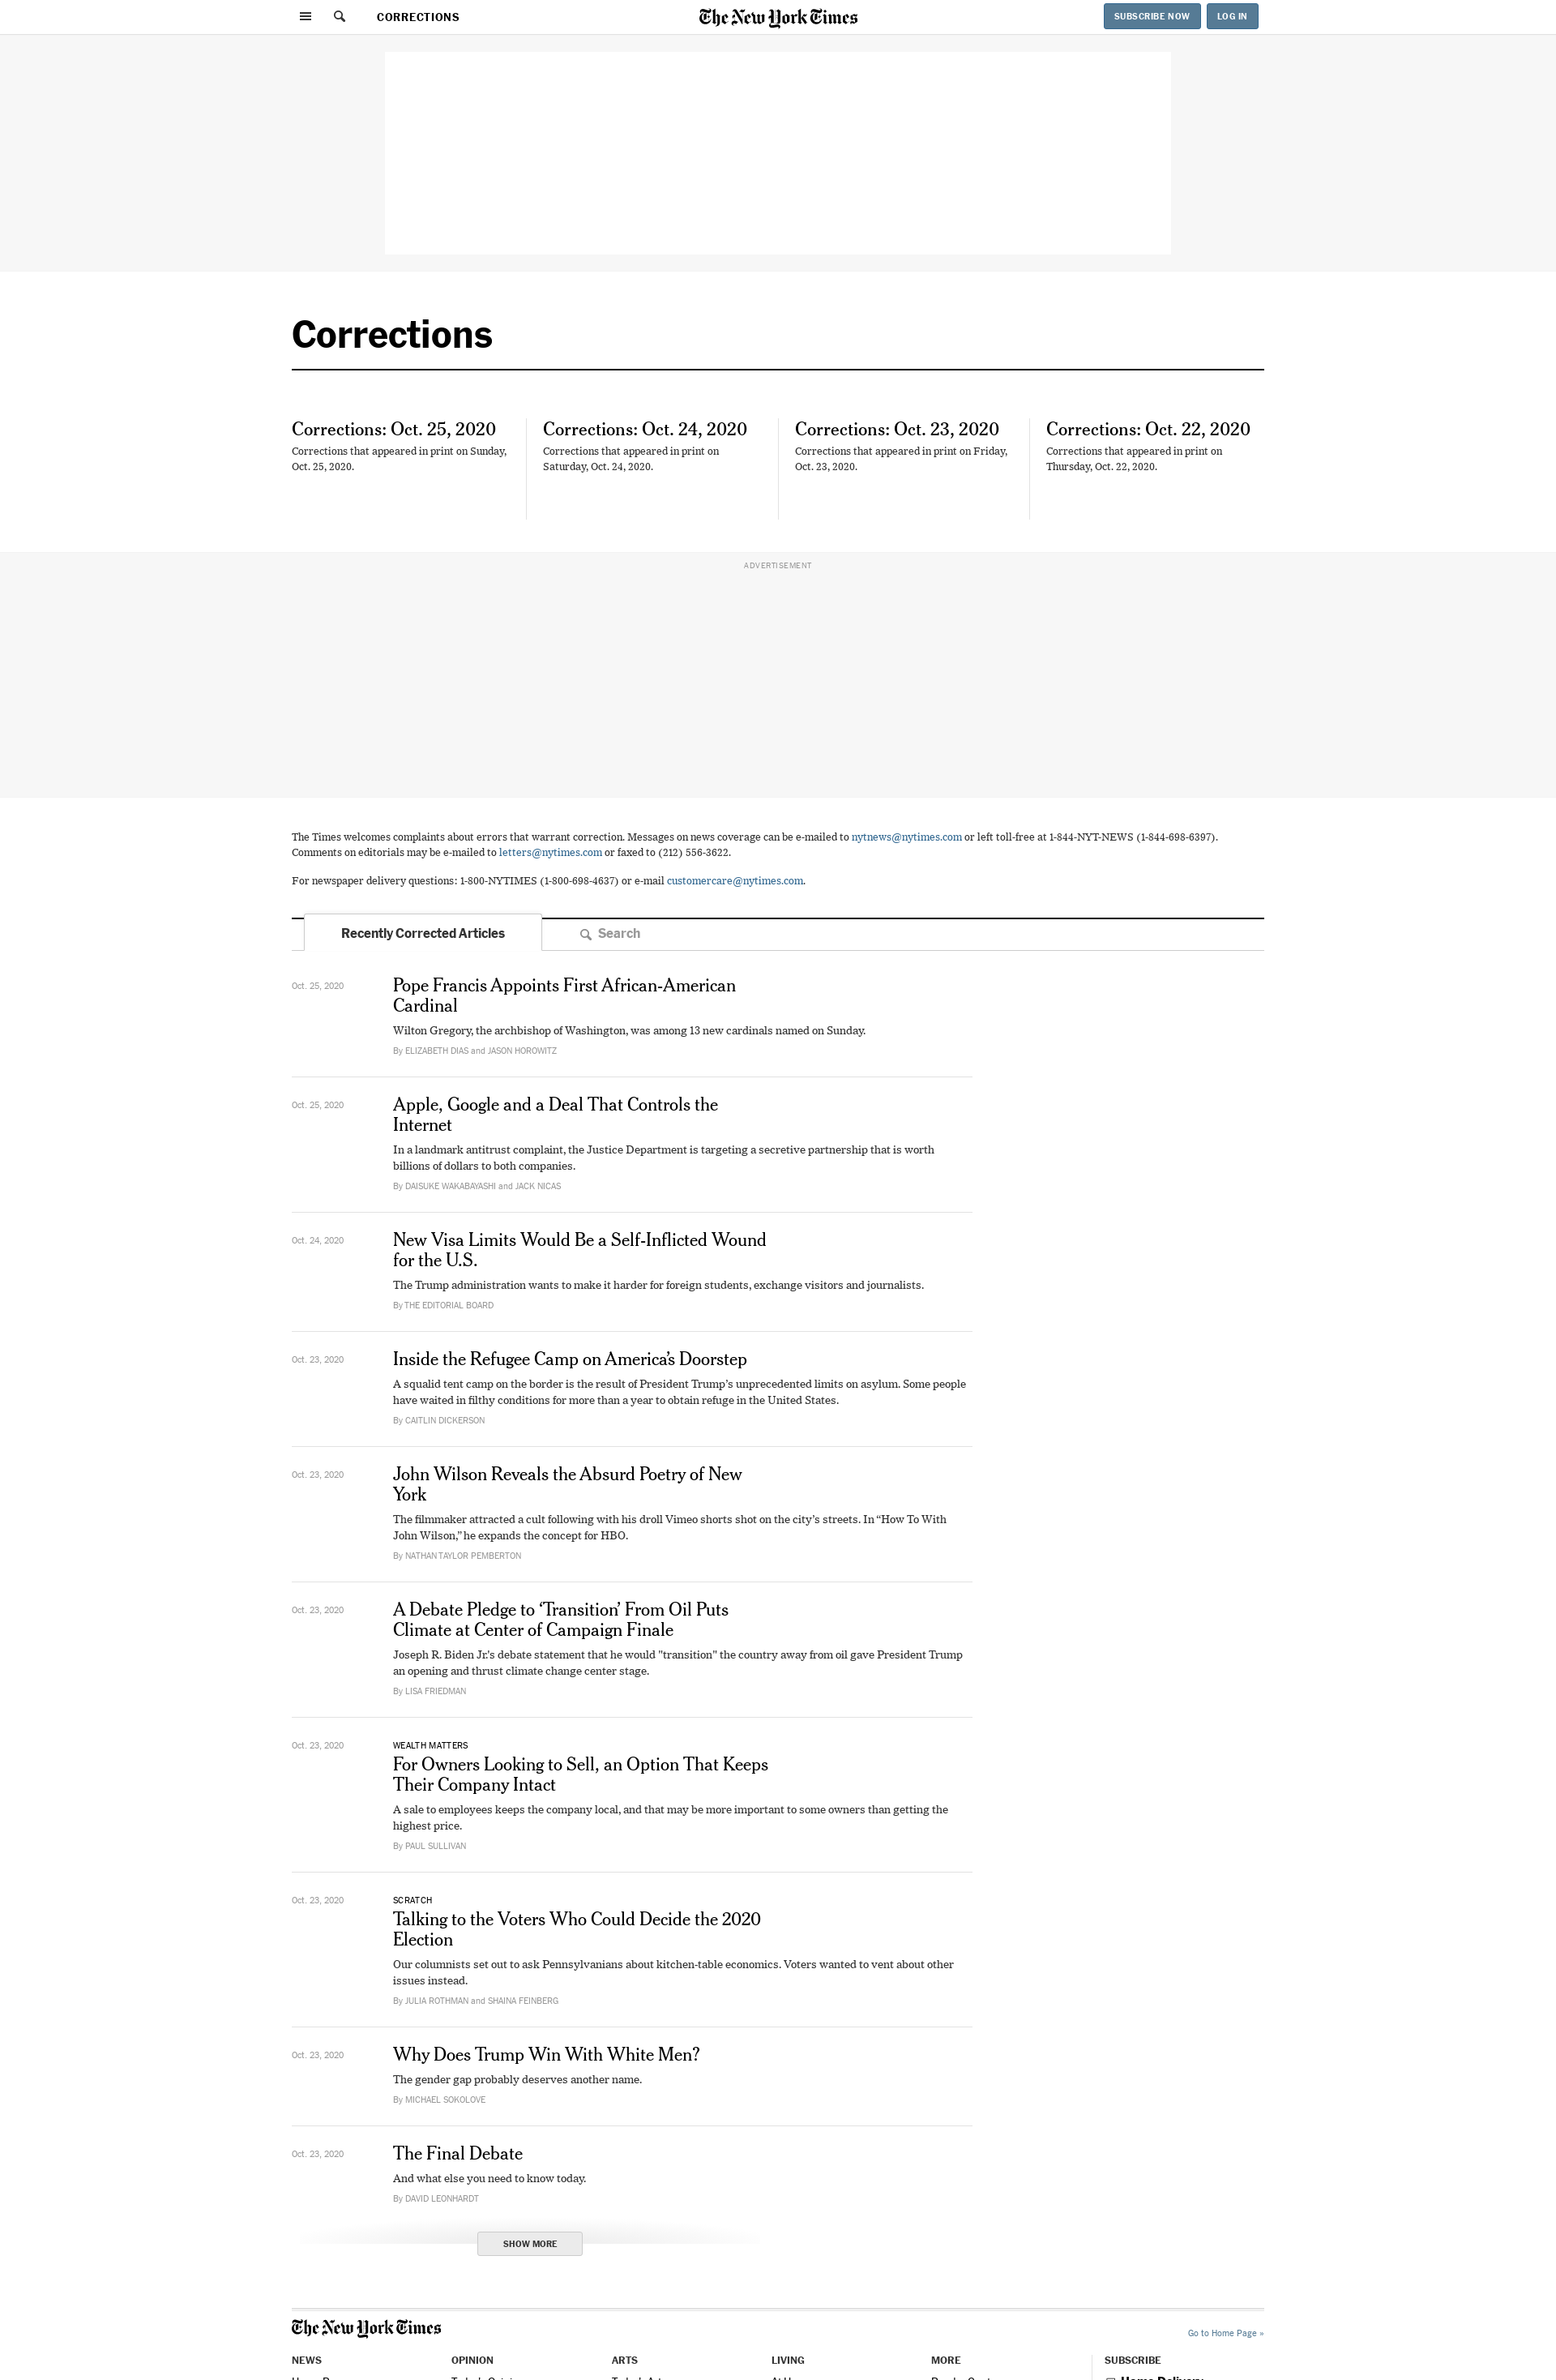 CORRECTIONS
The New York Times
SUBSCRIBE NOW
LOG IN
Corrections
Corrections: Oct. 25, 2020
Corrections that appeared in print on Sunday,
Oct. 25, 2020.
Corrections: Oct. 24, 2020
Corrections that appeared in print on
Saturday, Oct. 24, 2020.
Corrections: Oct. 23, 2020
Corrections that appeared in print on Friday,
Oct. 23, 2020.
Corrections: Oct. 22, 2020
Corrections that appeared in print on
Thursday, Oct. 22, 2020.
ADVERTISEMENT
The Times welcomes complaints about errors that warrant correction. Messages on news coverage can be e-mailed to nytnews@nytimes.com or left toll-free at 1-844-NYT-NEWS (1-844-698-6397).
Comments on editorials may be e-mailed to letters@nytimes.com or faxed to (212) 556-3622.
For newspaper delivery questions: 1-800-NYTIMES (1-800-698-4637) or e-mail customercare@nytimes.com.
Recently Corrected Articles
Search
Oct. 25, 2020
Pope Francis Appoints First African-American
Cardinal
Wilton Gregory, the archbishop of Washington, was among 13 new cardinals named on Sunday.
By ELIZABETH DIAS and JASON HOROWITZ
Oct. 25, 2020
Apple, Google and a Deal That Controls the
Internet
In a landmark antitrust complaint, the Justice Department is targeting a secretive partnership that is worth
billions of dollars to both companies.
By DAISUKE WAKABAYASHI and JACK NICAS
Oct. 24, 2020
New Visa Limits Would Be a Self-Inflicted Wound
for the U.S.
The Trump administration wants to make it harder for foreign students, exchange visitors and journalists.
By THE EDITORIAL BOARD
Oct. 23, 2020
Inside the Refugee Camp on America’s Doorstep
A squalid tent camp on the border is the result of President Trump’s unprecedented limits on asylum. Some people
have waited in filthy conditions for more than a year to obtain refuge in the United States.
By CAITLIN DICKERSON
Oct. 23, 2020
John Wilson Reveals the Absurd Poetry of New
York
The filmmaker attracted a cult following with his droll Vimeo shorts shot on the city’s streets. In “How To With
John Wilson,” he expands the concept for HBO.
By NATHAN TAYLOR PEMBERTON
Oct. 23, 2020
A Debate Pledge to ‘Transition’ From Oil Puts
Climate at Center of Campaign Finale
Joseph R. Biden Jr.'s debate statement that he would "transition" the country away from oil gave President Trump
an opening and thrust climate change center stage.
By LISA FRIEDMAN
Oct. 23, 2020
WEALTH MATTERS
For Owners Looking to Sell, an Option That Keeps
Their Company Intact
A sale to employees keeps the company local, and that may be more important to some owners than getting the
highest price.
By PAUL SULLIVAN
Oct. 23, 2020
SCRATCH
Talking to the Voters Who Could Decide the 2020
Election
Our columnists set out to ask Pennsylvanians about kitchen-table economics. Voters wanted to vent about other
issues instead.
By JULIA ROTHMAN and SHAINA FEINBERG
Oct. 23, 2020
Why Does Trump Win With White Men?
The gender gap probably deserves another name.
By MICHAEL SOKOLOVE
Oct. 23, 2020
The Final Debate
And what else you need to know today.
By DAVID LEONHARDT
SHOW MORE
The New York Times
Go to Home Page »
NEWS
OPINION
ARTS
LIVING
MORE
SUBSCRIBE